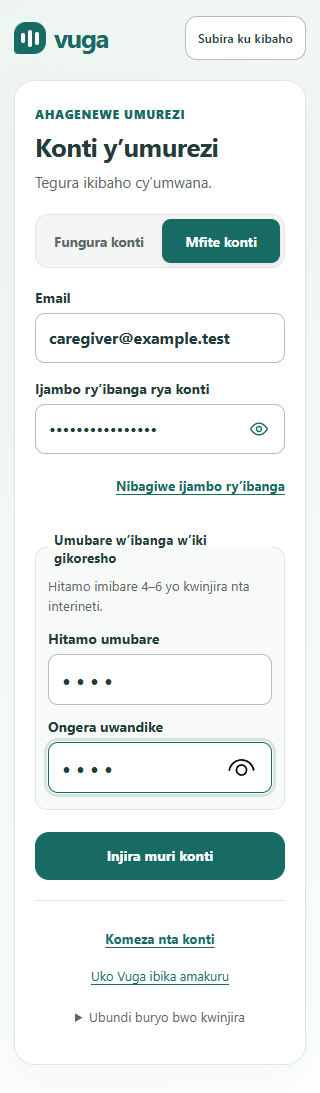 vuga
Subira ku kibaho
AHAGENEWE UMUREZI
Konti y’umurezi
Tegura ikibaho cy’umwana.
Fungura konti
Mfite konti
Email
caregiver@example.test
Ijambo ry’ibanga rya konti
••••••••••••••••
Nibagiwe ijambo ry’ibanga
Umubare w’ibanga w’iki
gikoresho
Hitamo imibare 4–6 yo kwinjira nta
interineti.
Hitamo umubare
••••
Ongera uwandike
••••
Injira muri konti
Komeza nta konti
Uko Vuga ibika amakuru
▶ Ubundi buryo bwo kwinjira